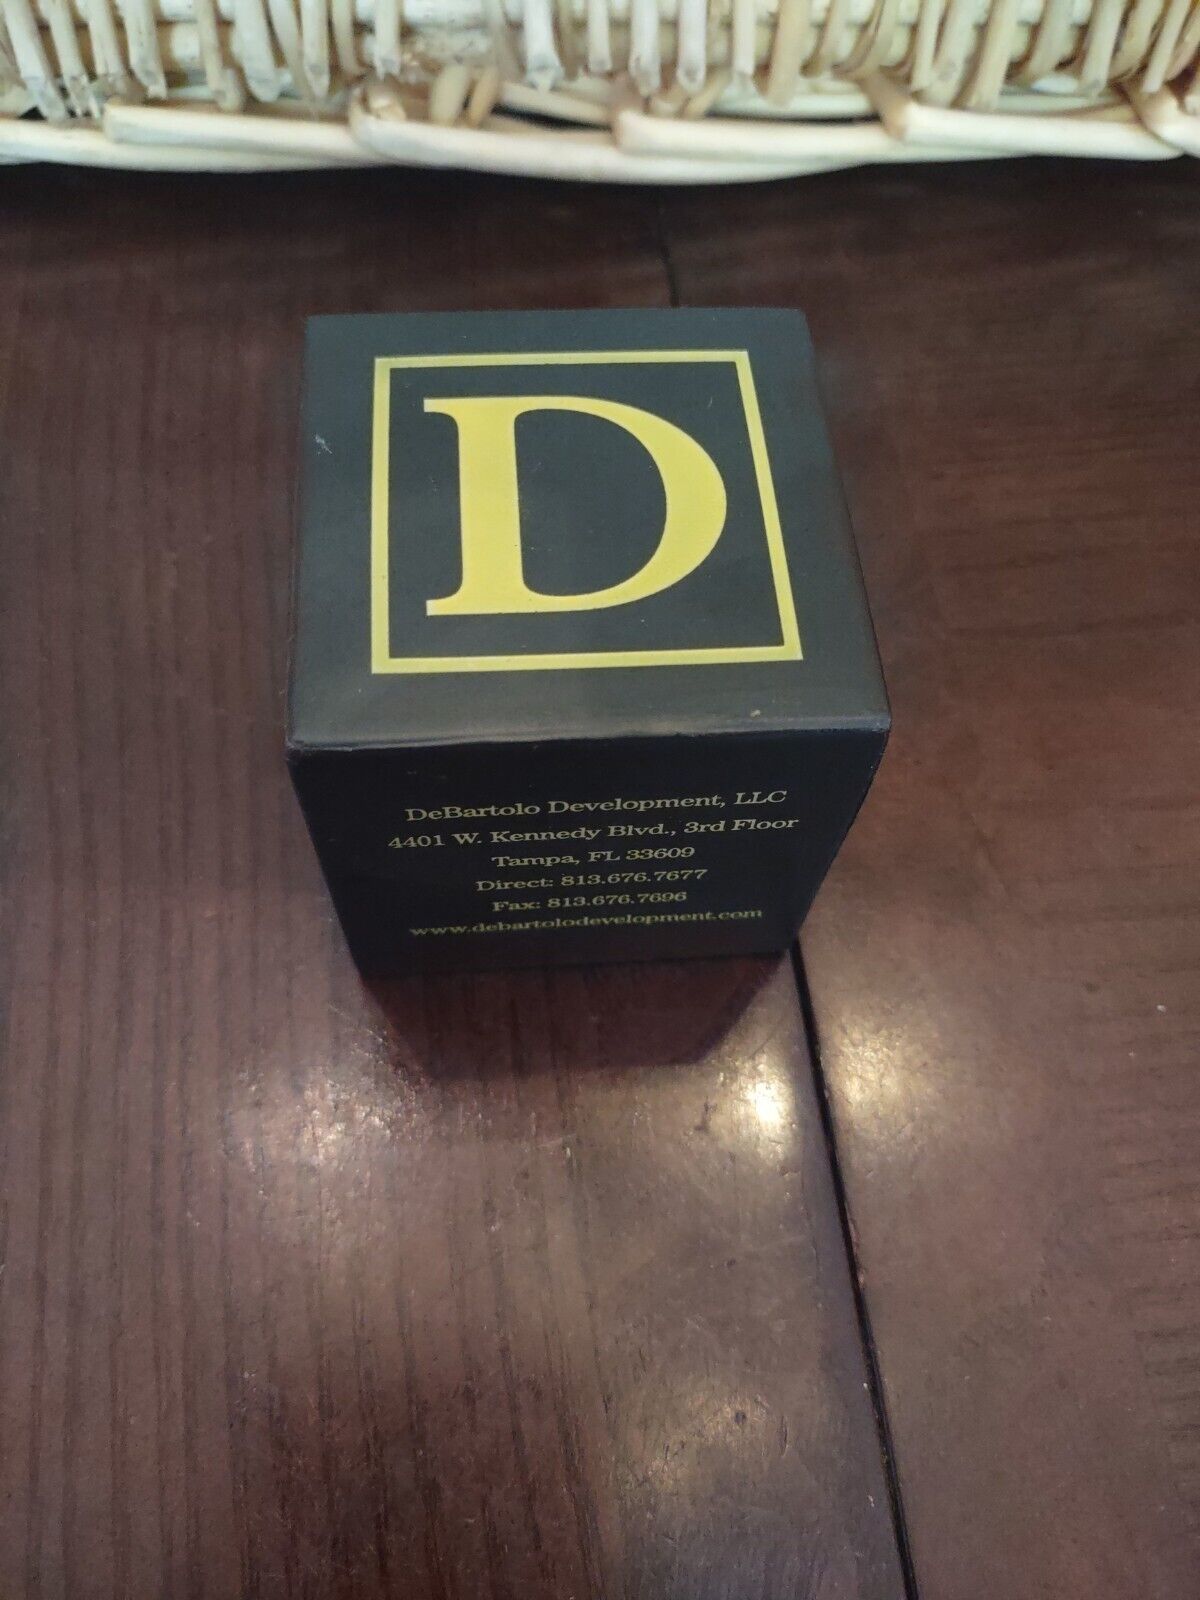 D
DeBartolo Development, LLC
4401 W. Kennedy Blvd., 3rd Floor
Tampa, FL 33609
Direct: 813.676.7677
Fax: 813.676.7696
www.debartolodevelopment.com